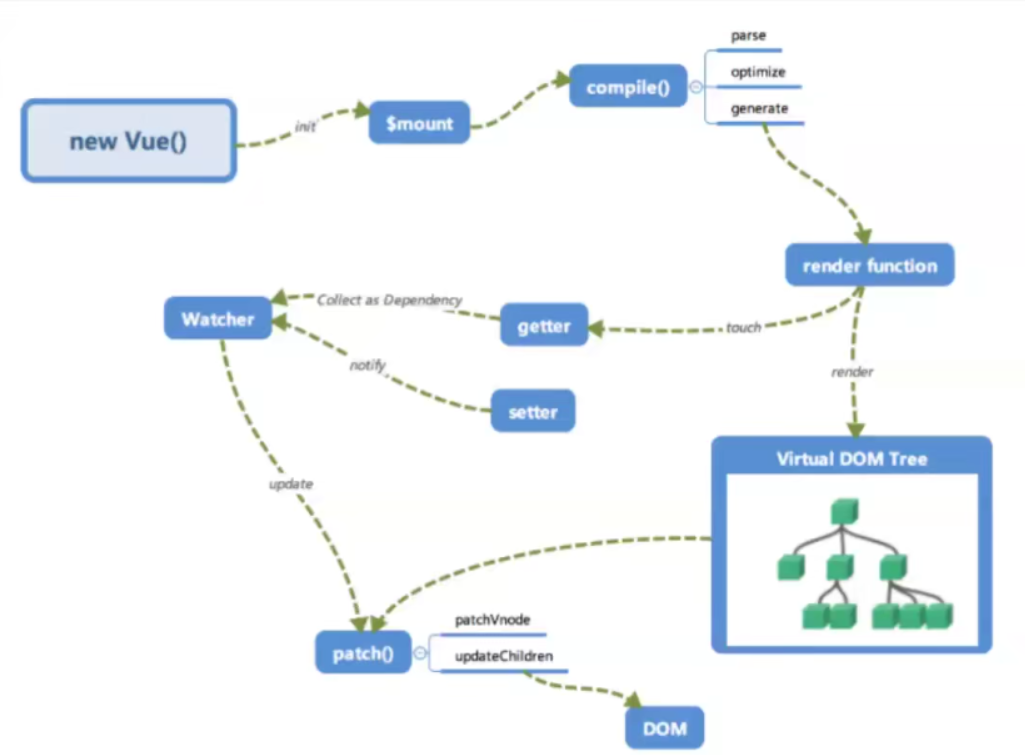 parse
optimize
compile()
generate
new Vue()
init
$mount
render function
Collect as Dependency
Watcher
getter
touch
notify
render
setter
Virtual DOM Tree
update
patchVnode
patch()
updateChildren
DOM